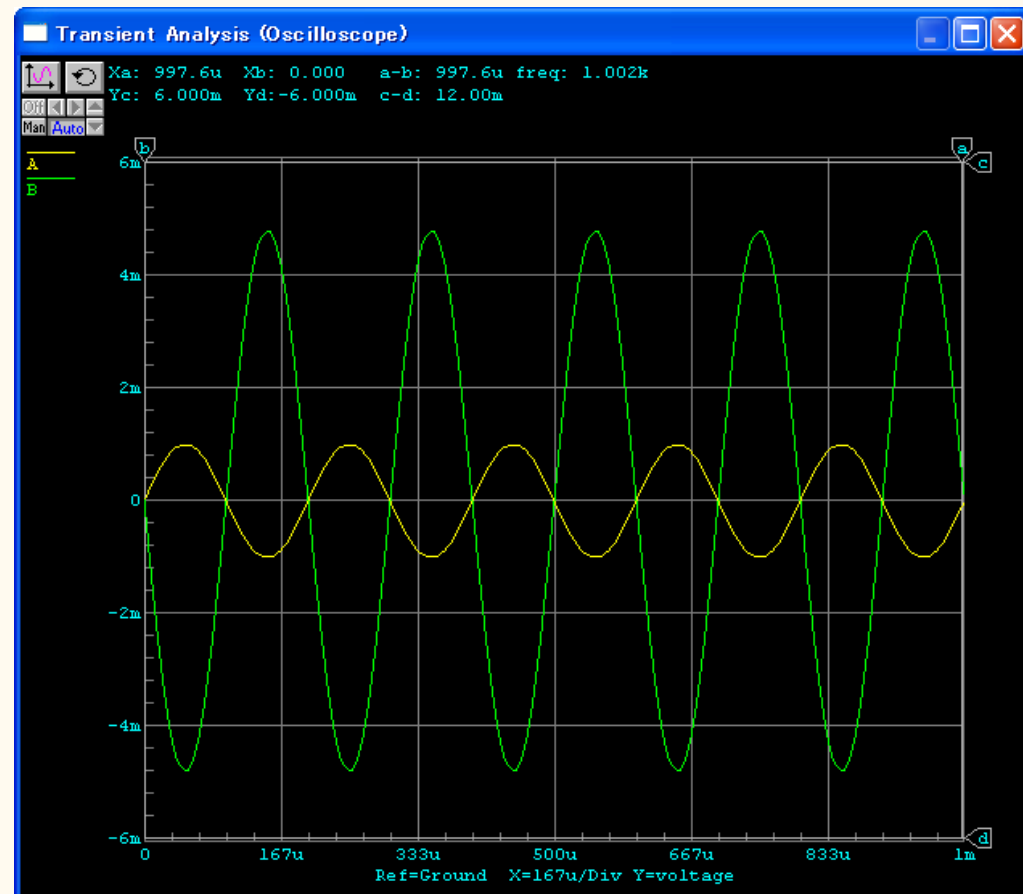 Transient Analysis (Oscilloscope)
Xa: 997.6u Xb: 0.000 a-b: 997.6u freq: 1.002k
Yc: 6.000m Yd:-6.000m c-d: 12.00m
Off
Man Auto
A
B
b
a
c
6m
4m
2m
0
-2m
-4m
-6m
d
0 167u 333u 500u 667u 833u 1m
Ref=Ground X=167u/Div Y=voltage